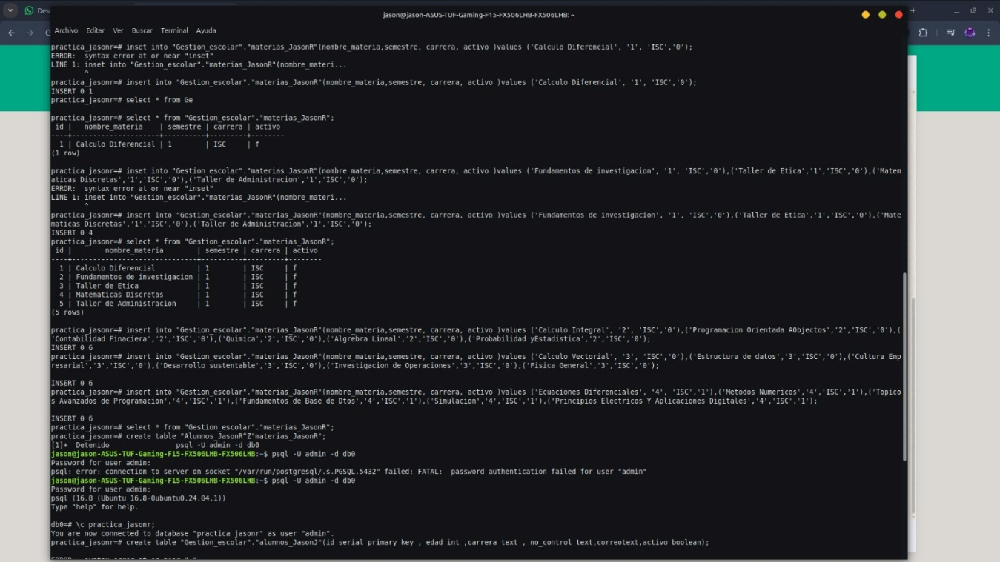 Desc
jason@jason-ASUS-TUF-Gaming-F15-FX506LHB-FX506LHB: ~
Archivo Editar Ver Buscar Terminal Ayuda
practica_jasonr=# inset into "Gestion_escolar"."materias_JasonR"(nombre_materia,semestre, carrera, activo )values ('Calculo Diferencial', '1', 'ISC','0');
ERROR:  syntax error at or near "inset"
LINE 1: inset into "Gestion_escolar"."materias_JasonR"(nombre_materi...
^
practica_jasonr=# insert into "Gestion_escolar"."materias_JasonR"(nombre_materia,semestre, carrera, activo )values ('Calculo Diferencial', '1', 'ISC','0');
INSERT 0 1
practica_jasonr=# select * from Ge
practica_jasonr=# select * from "Gestion_escolar"."materias_JasonR";
id |   nombre_materia    | semestre | carrera | activo
----+---------------------+----------+---------+--------
1 | Calculo Diferencial | 1        | ISC     | f
(1 row)
practica_jasonr=# inset into "Gestion_escolar"."materias_JasonR"(nombre_materia,semestre, carrera, activo )values ('Fundamentos de investigacion', '1', 'ISC','0'),('Taller de Etica','1','ISC','0'),('Matem
aticas Discretas','1','ISC','0'),('Taller de Administracion','1','ISC','0');
ERROR:  syntax error at or near "inset"
LINE 1: inset into "Gestion_escolar"."materias_JasonR"(nombre_materi...
^
practica_jasonr=# insert into "Gestion_escolar"."materias_JasonR"(nombre_materia,semestre, carrera, activo )values ('Fundamentos de investigacion', '1', 'ISC','0'),('Taller de Etica','1','ISC','0'),('Mate
maticas Discretas','1','ISC','0'),('Taller de Administracion','1','ISC','0');
INSERT 0 4
practica_jasonr=# select * from "Gestion_escolar"."materias_JasonR";
id |        nombre_materia        | semestre | carrera | activo
----+------------------------------+----------+---------+--------
1 | Calculo Diferencial          | 1        | ISC     | f
2 | Fundamentos de investigacion | 1        | ISC     | f
3 | Taller de Etica              | 1        | ISC     | f
4 | Matematicas Discretas        | 1        | ISC     | f
5 | Taller de Administracion     | 1        | ISC     | f
(5 rows)
practica_jasonr=# insert into "Gestion_escolar"."materias_JasonR"(nombre_materia,semestre, carrera, activo )values ('Calculo Integral', '2', 'ISC','0'),('Programacion Orientada AObjectos','2','ISC','0'),(
'Contabilidad Finaciera','2','ISC','0'),('Quimica','2','ISC','0'),('Algrebra Lineal','2','ISC','0'),('Probabilidad yEstadistica','2','ISC','0');
INSERT 0 6
practica_jasonr=# insert into "Gestion_escolar"."materias_JasonR"(nombre_materia,semestre, carrera, activo )values ('Calculo Vectorial', '3', 'ISC','0'),('Estructura de datos','3','ISC','0'),('Cultura Emp
resarial','3','ISC','0'),('Desarrollo sustentable','3','ISC','0'),('Investigacion de Operaciones','3','ISC','0'),('Fisica General','3','ISC','0');
INSERT 0 6
practica_jasonr=# insert into "Gestion_escolar"."materias_JasonR"(nombre_materia,semestre, carrera, activo )values ('Ecuaciones Diferenciales', '4', 'ISC','1'),('Metodos Numericos','4','ISC','1'),('Topico
s Avanzados de Programacion','4','ISC','1'),('Fundamentos de Base de Dtos','4','ISC','1'),('Simulacion','4','ISC','1'),('Principios Electricos Y Aplicaciones Digitales','4','ISC','1');
INSERT 0 6
practica_jasonr=# select * from "Gestion_escolar"."materias_JasonR";
practica_jasonr=# create table "Alumnos_JasonR^Z"materias_JasonR";
[1]+  Detenido               psql -U admin -d db0
jason@jason-ASUS-TUF-Gaming-F15-FX506LHB-FX506LHB:~$ psql -U admin -d db0
Password for user admin:
psql: error: connection to server on socket "/var/run/postgresql/.s.PGSQL.5432" failed: FATAL:  password authentication failed for user "admin"
jason@jason-ASUS-TUF-Gaming-F15-FX506LHB-FX506LHB:~$ psql -U admin -d db0
Password for user admin:
psql (16.8 (Ubuntu 16.8-0ubuntu0.24.04.1))
Type "help" for help.
db0=# \c practica_jasonr;
You are now connected to database "practica_jasonr" as user "admin".
practica_jasonr=# create table "Gestion_escolar"."alumnos_JasonJ"(id serial primary key , edad int ,carrera text , no_control text,correotext,activo boolean);
ERROR:  syntax error at or near ","